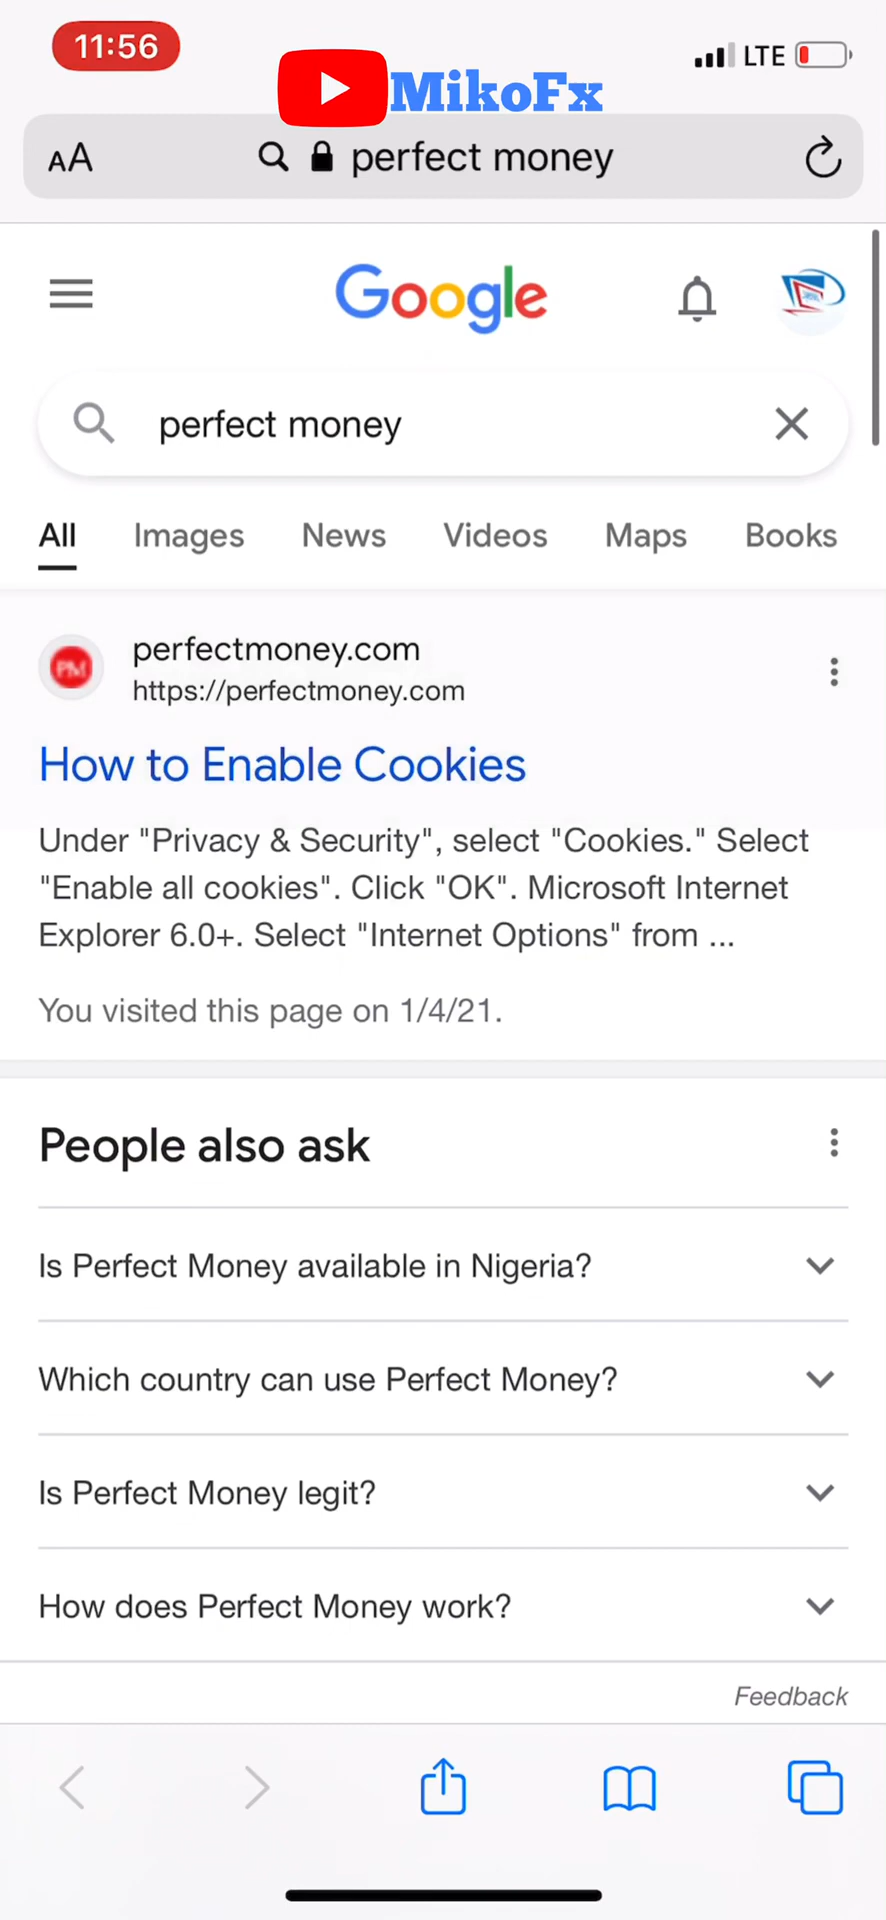 11:56
LTE
MikoFx
AA perfect money
Google
perfect money
All Images News Videos Maps Books
PM perfectmoney.com
https://perfectmoney.com
How to Enable Cookies
Under "Privacy & Security", select "Cookies." Select
"Enable all cookies". Click "OK". Microsoft Internet
Explorer 6.0+. Select "Internet Options" from ...
You visited this page on 1/4/21.
People also ask
Is Perfect Money available in Nigeria?
Which country can use Perfect Money?
Is Perfect Money legit?
How does Perfect Money work?
Feedback